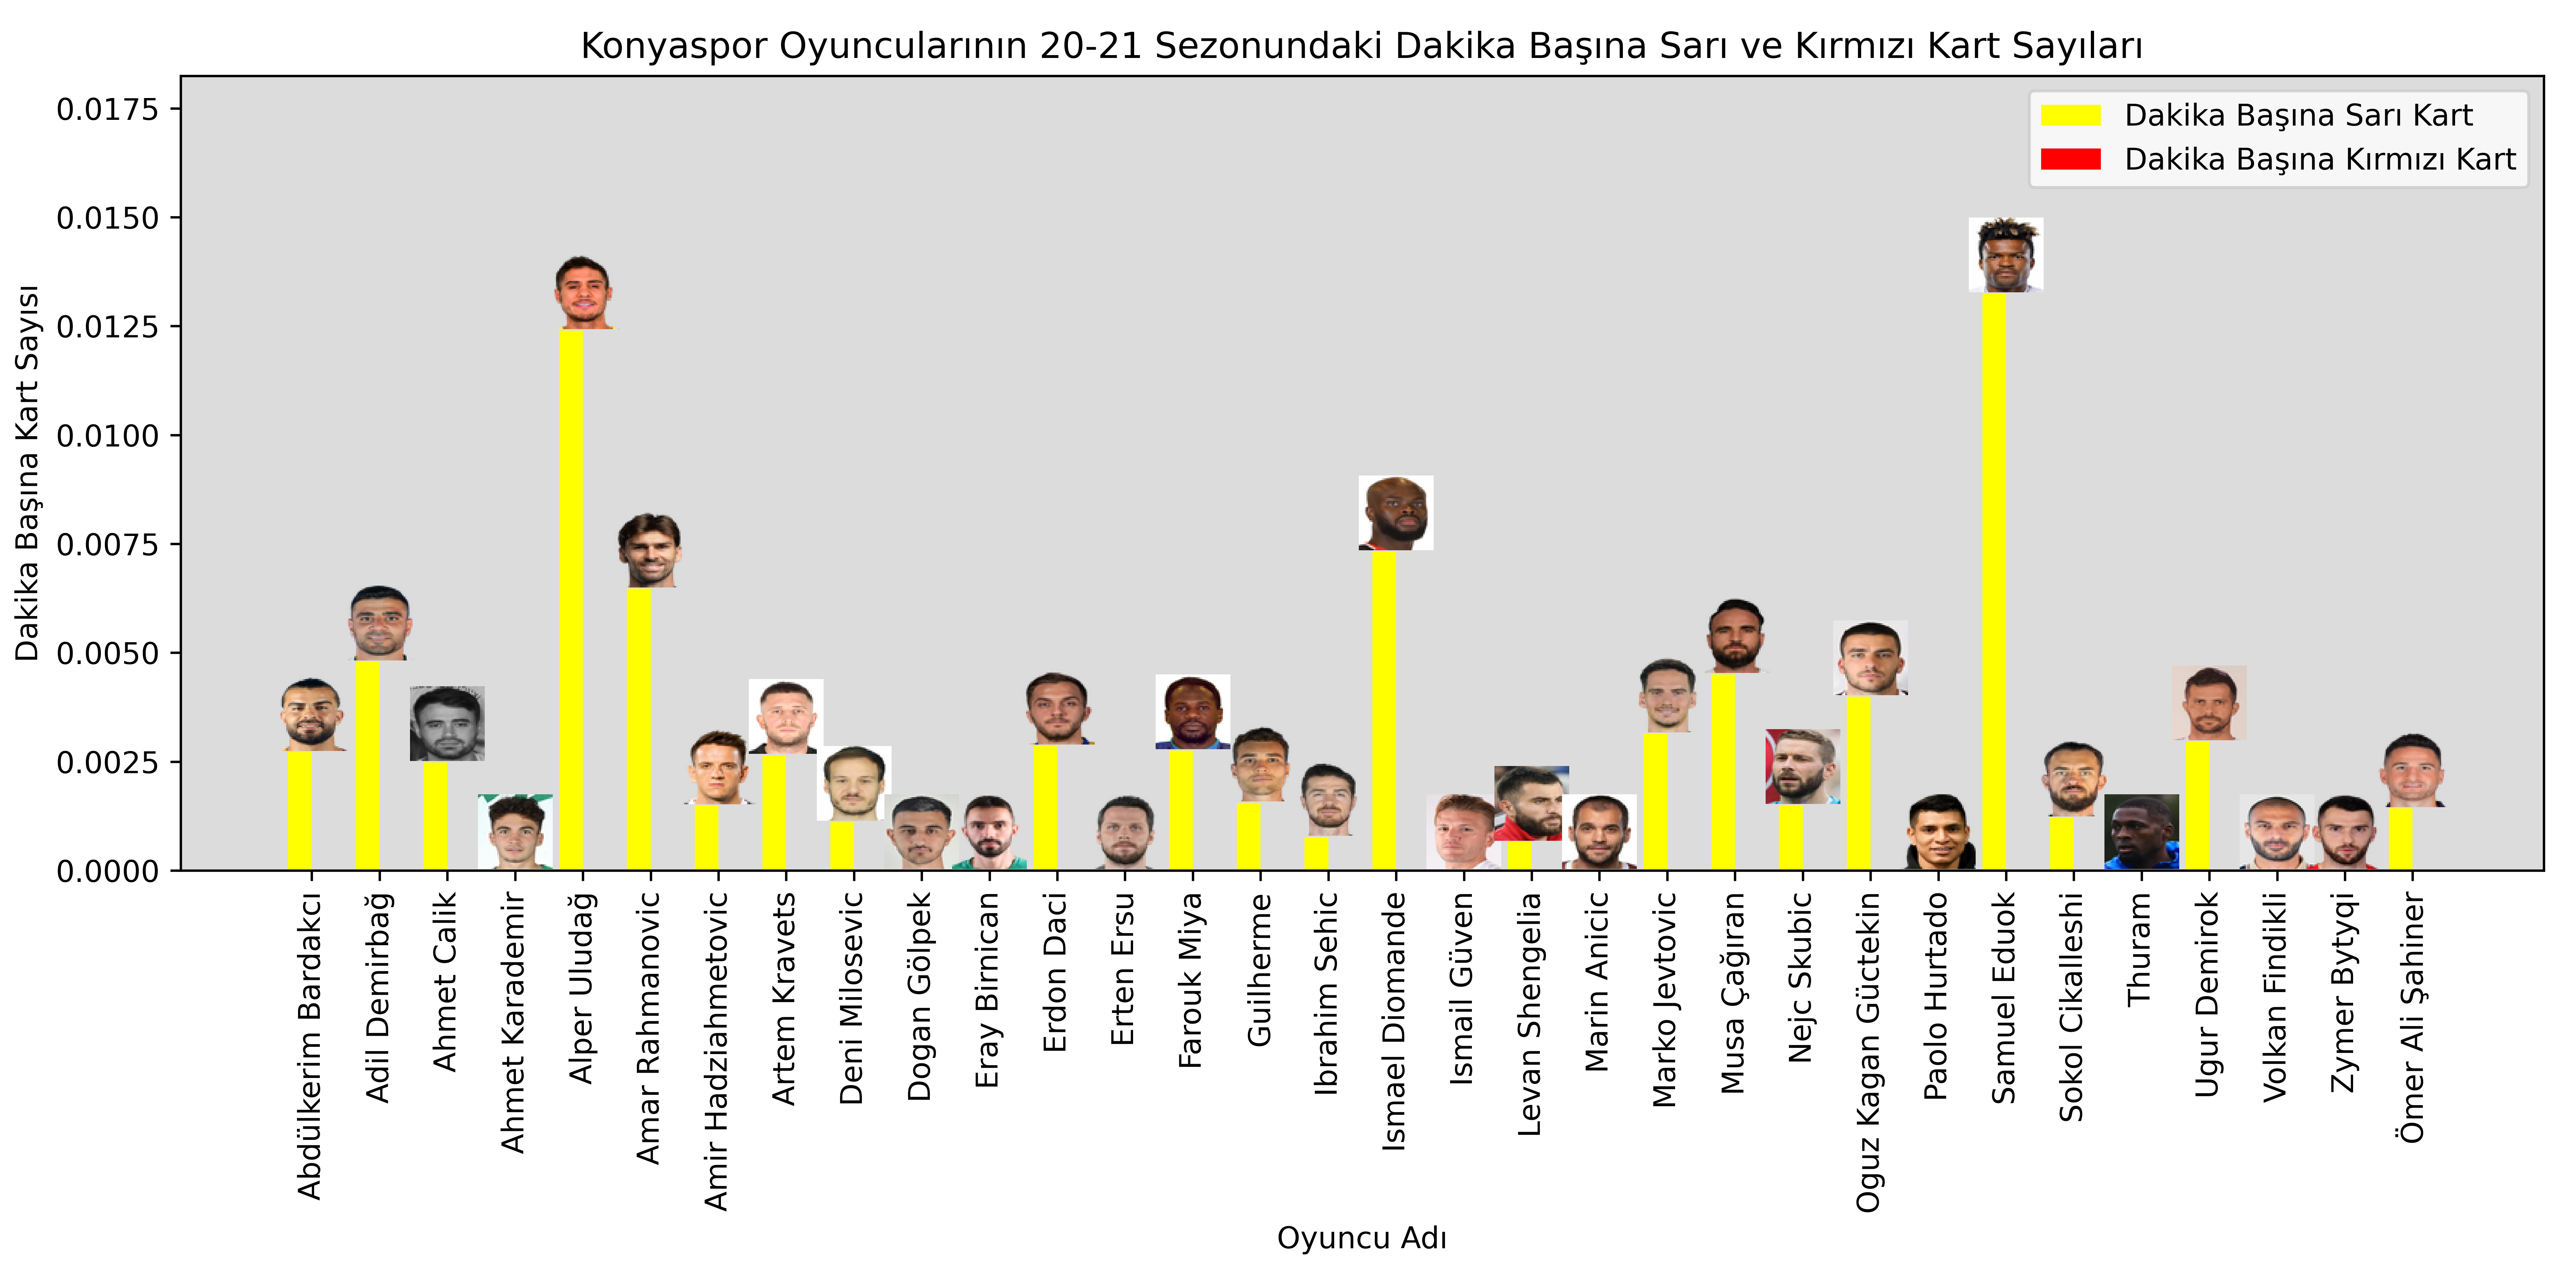 Konyaspor Oyuncularının 20-21 Sezonundaki Dakika Başına Sarı ve Kırmızı Kart Sayıları
Dakika Başına Sarı Kart
Dakika Başına Kırmızı Kart
Dakika Başına Kart Sayısı
0.0175
0.0150
0.0125
0.0100
0.0075
0.0050
0.0025
0.0000
Abdülkerim Bardakcı
Adil Demirbağ
Ahmet Calik
Ahmet Karademir
Alper Uludağ
Amar Rahmanovic
Amir Hadziahmetovic
Artem Kravets
Deni Milosevic
Dogan Gölpek
Eray Birnican
Erdon Daci
Erten Ersu
Farouk Miya
Guilherme
Ibrahim Sehic
Ismael Diomande
Ismail Güven
Levan Shengelia
Marin Anicic
Marko Jevtovic
Musa Çağıran
Nejc Skubic
Oguz Kagan Güctekin
Paolo Hurtado
Samuel Eduok
Sokol Cikalleshi
Thuram
Ugur Demirok
Volkan Findikli
Zymer Bytyqi
Ömer Ali Şahiner
Oyuncu Adı